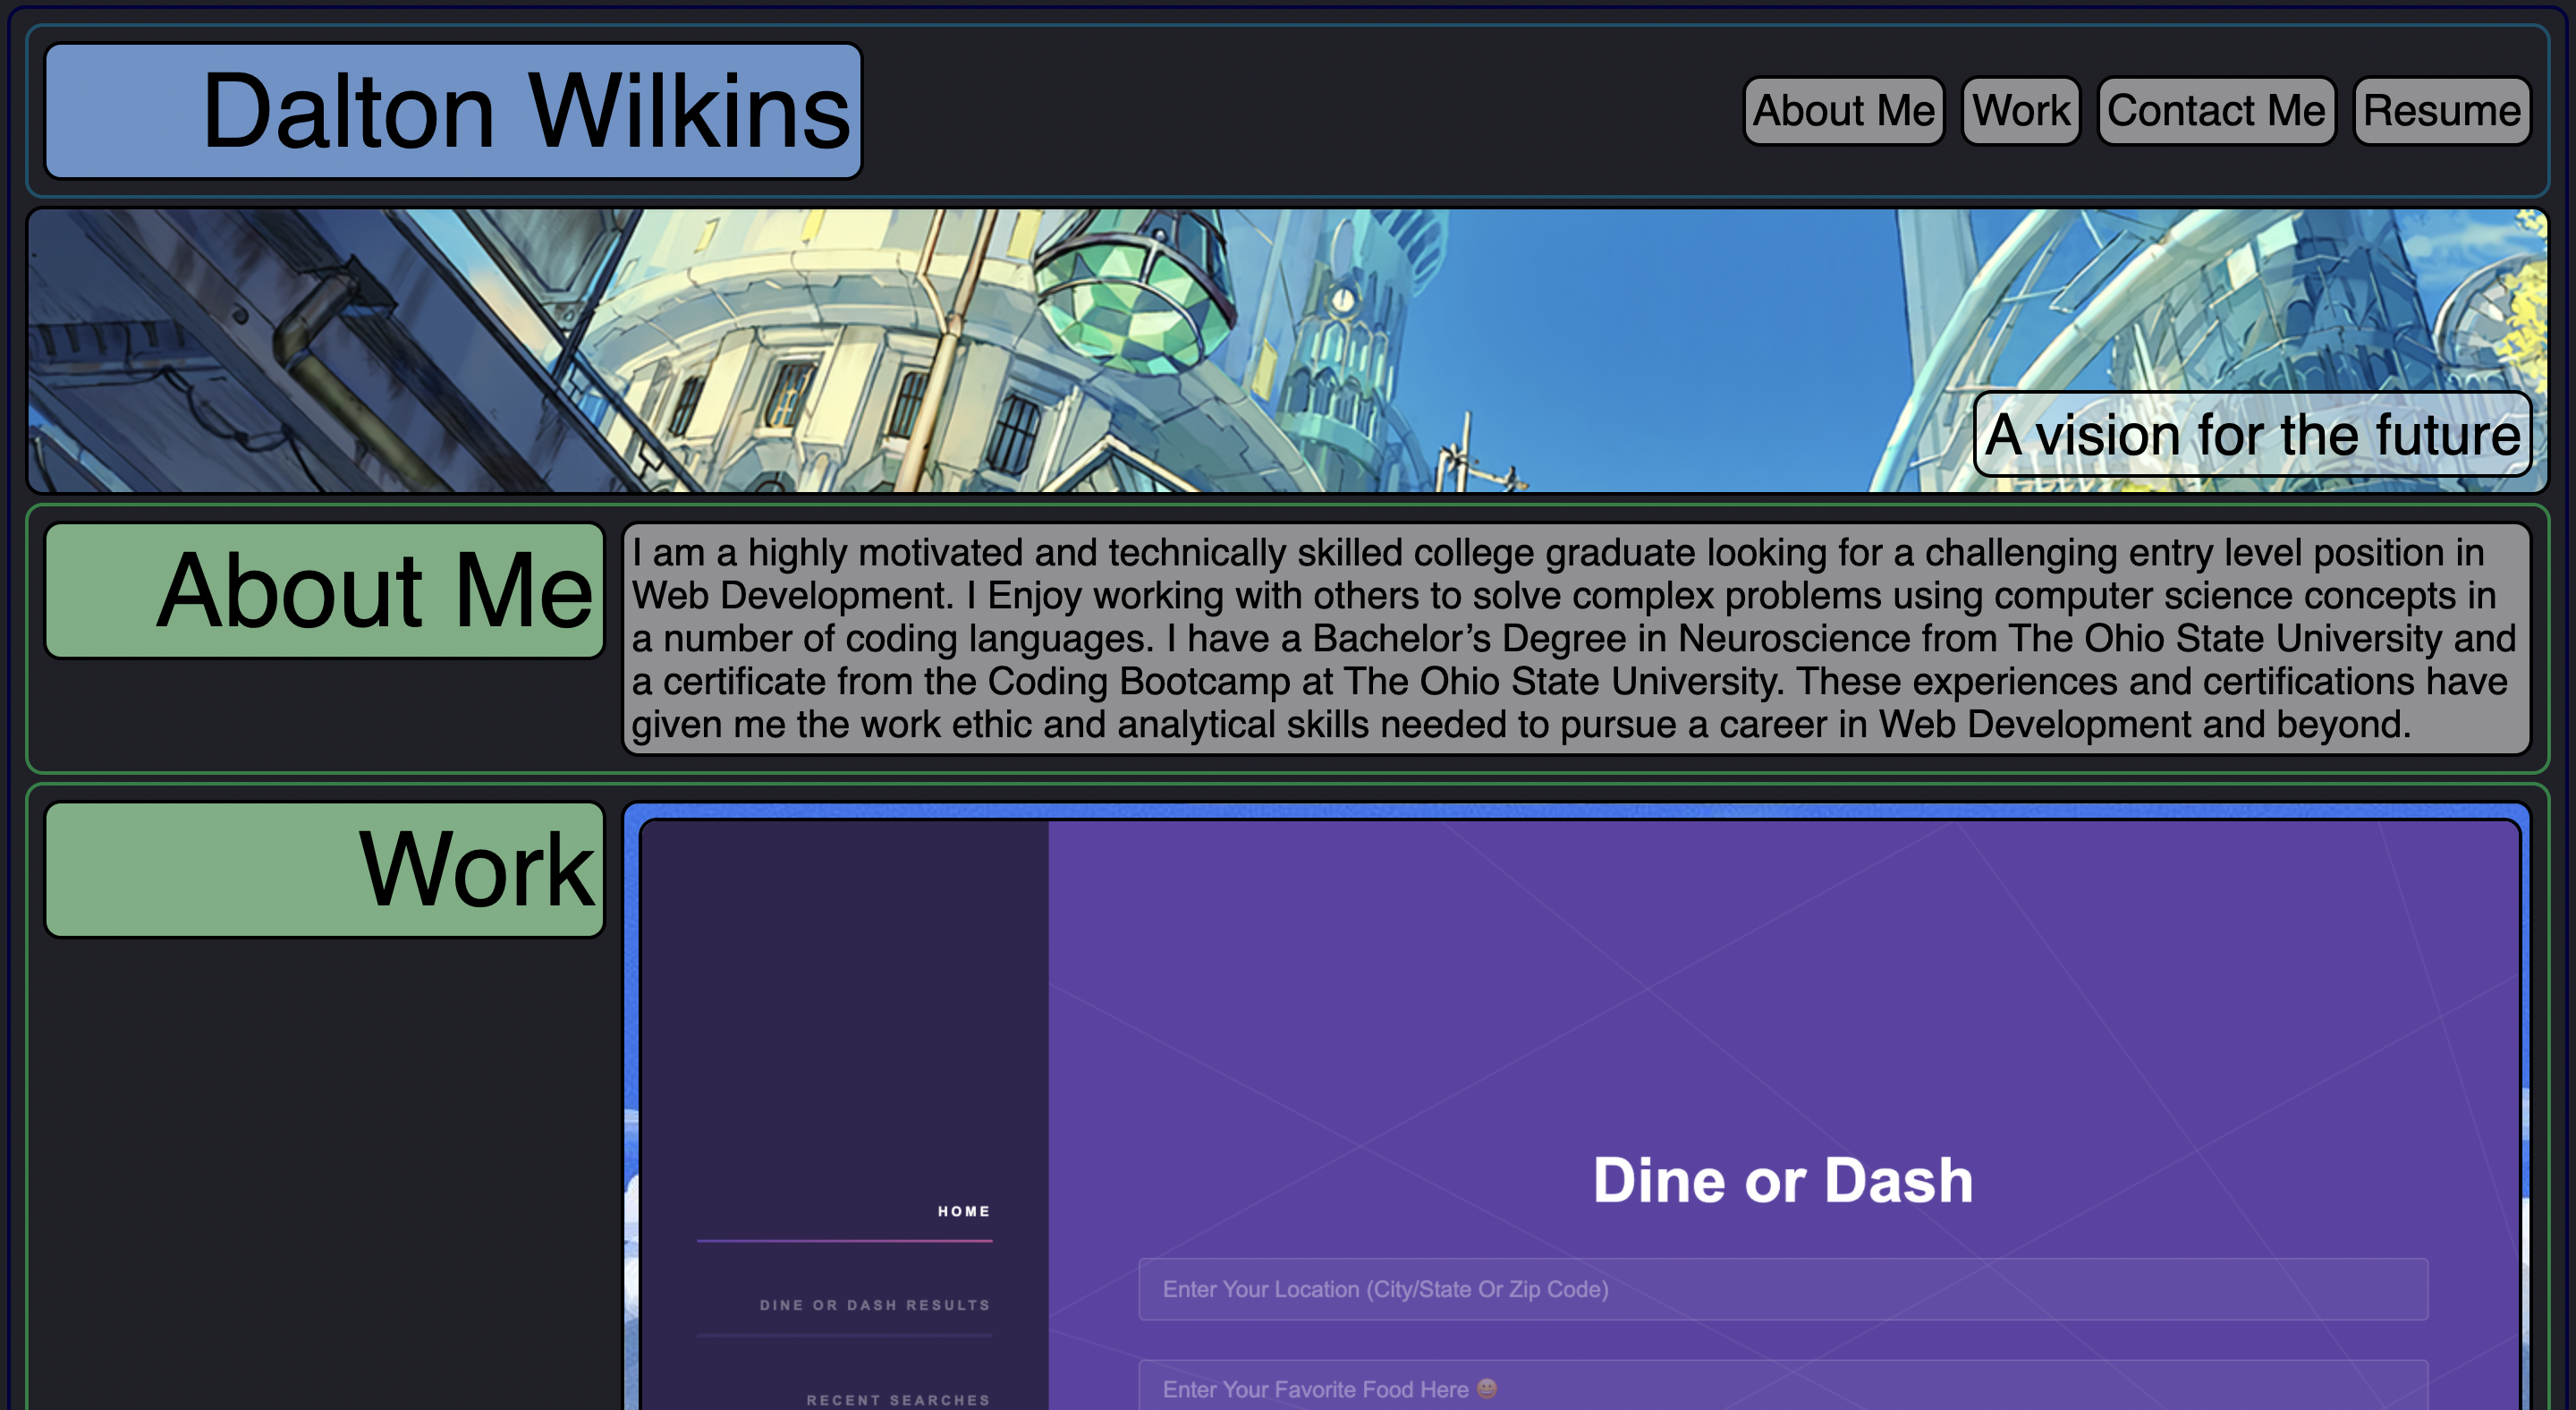 Dalton Wilkins
About Me
Work
Contact Me
Resume
A vision for the future
About Me
I am a highly motivated and technically skilled college graduate looking for a challenging entry level position in
Web Development. I Enjoy working with others to solve complex problems using computer science concepts in
a number of coding languages. I have a Bachelor’s Degree in Neuroscience from The Ohio State University and
a certificate from the Coding Bootcamp at The Ohio State University. These experiences and certifications have
given me the work ethic and analytical skills needed to pursue a career in Web Development and beyond.
Work
HOME
DINE OR DASH RESULTS
RECENT SEARCHES
Dine or Dash
Enter Your Location (City/State Or Zip Code)
Enter Your Favorite Food Here 😀